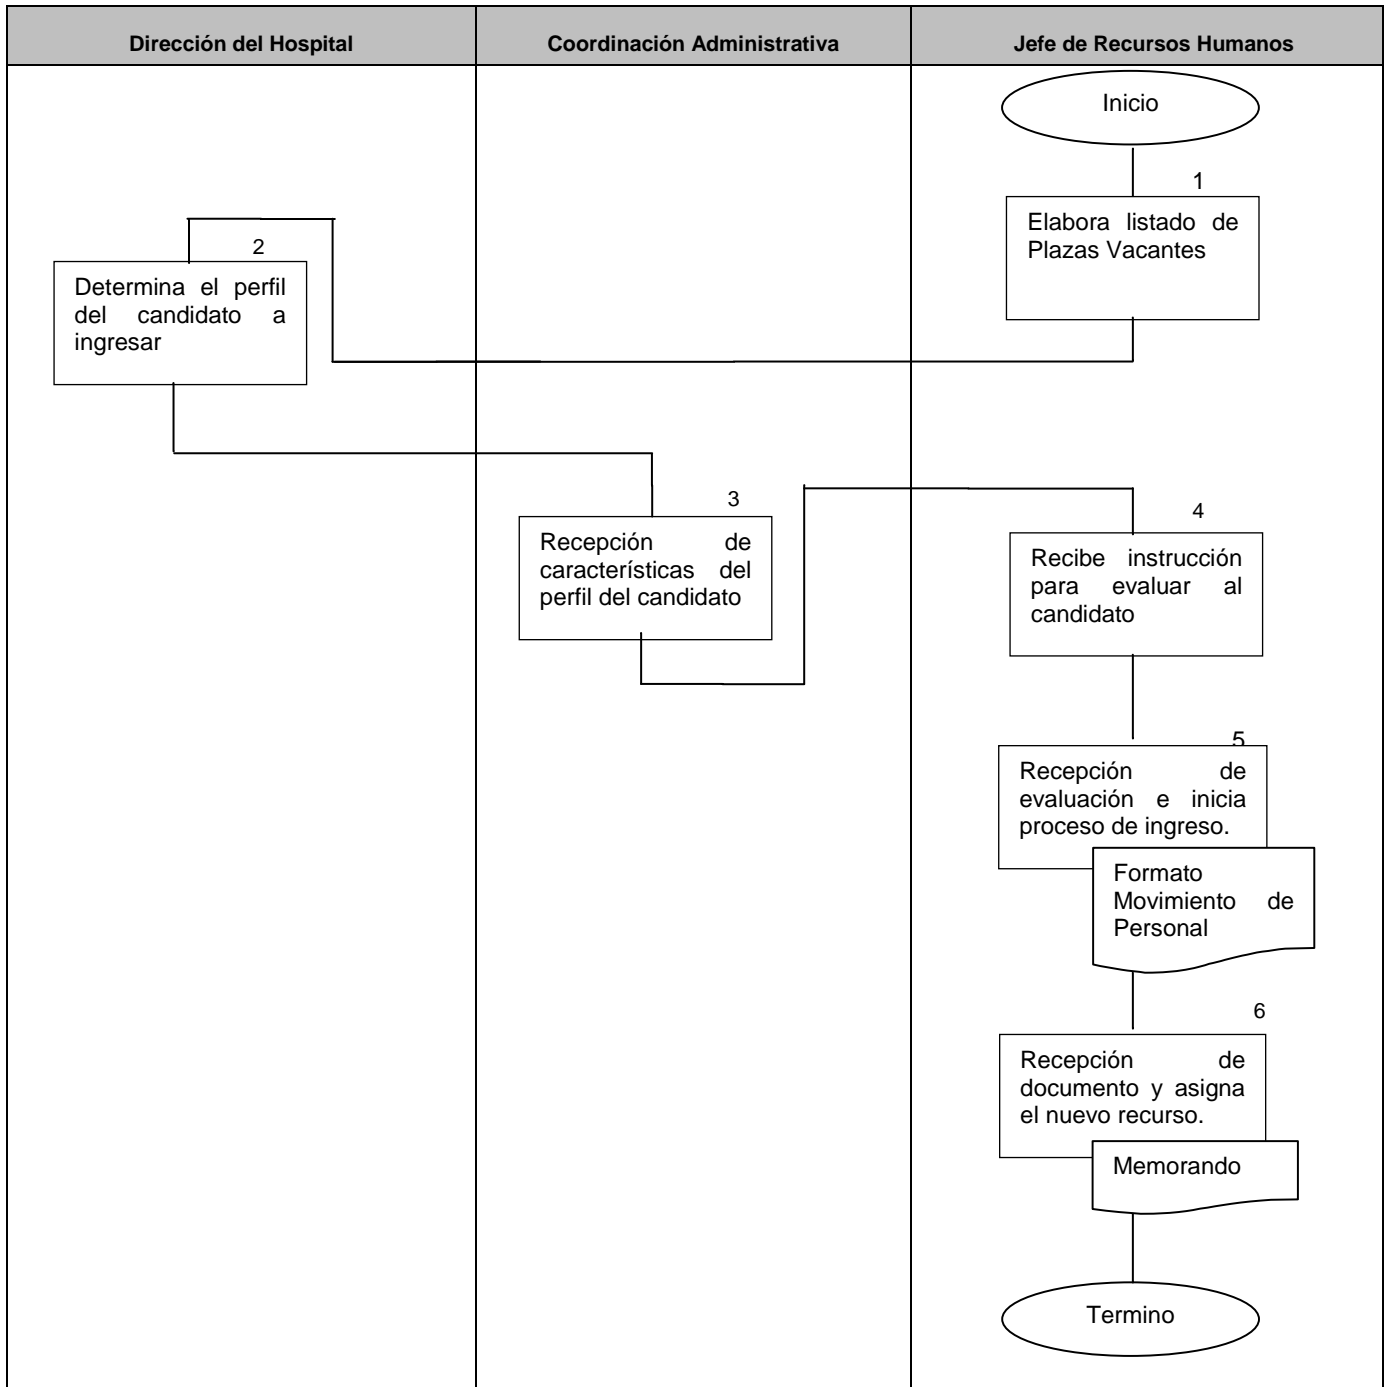 Dirección del Hospital
Coordinación Administrativa
Jefe de Recursos Humanos
Inicio
1
Elabora listado de
Plazas Vacantes
2
Determina el perfil
del candidato a
ingresar
3
Recepción de
características del
perfil del candidato
4
Recibe instrucción
para evaluar al
candidato
5
Recepción de
evaluación e inicia
proceso de ingreso.
Formato
Movimiento de
Personal
6
Recepción de
documento y asigna
el nuevo recurso.
Memorando
Termino